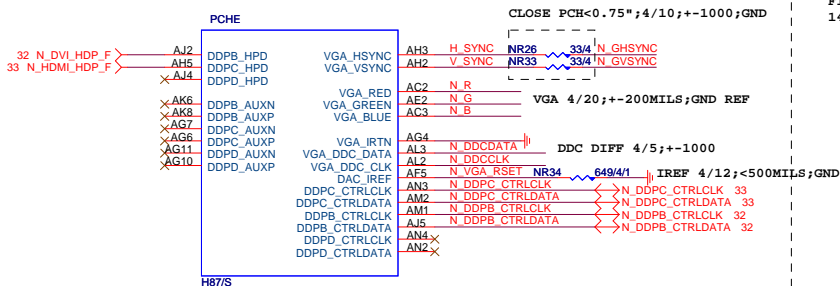 CLOSE PCH<0.75";4/10;+-1000;GND
PCHE
32 N_DVI_HDP_F
AJ2
DDPB_HPD
33 N_HDMI_HDP_F
AH5
DDPC_HPD
AJ4
DDPD_HPD
AK6
DDPB_AUXN
AK8
DDPB_AUXP
AG7
DDPC_AUXN
AG6
DDPC_AUXP
AG11
DDPD_AUXN
AG10
DDPD_AUXP
VGA_HSYNC AH3 H_SYNC NR26 33/4 N_GHSYNC
VGA_VSYNC AH2 V_SYNC NR33 33/4 N_GVSYNC
VGA_RED AC2 N_R
VGA_GREEN AE2 N_G
VGA_BLUE AC3 N_B
VGA 4/20;+-200MILS;GND REF
VGA_IRTN AG4
VGA_DDC_DATA AL3 N_DDCDATA
VGA_DDC_CLK AL2 N_DDCCLK
DDC DIFF 4/5;+-1000
DAC_IREF AF5 N_VGA_RSET NR34 649/4/1 IREF 4/12;<500MILS;GND
DDPC_CTRLCLK AN3 N_DDPC_CTRLCLK N_DDPC_CTRLCLK 33
DDPC_CTRLDATA AM2 N_DDPC_CTRLDATA N_DDPC_CTRLDATA 33
DDPB_CTRLCLK AM1 N_DDPB_CTRLCLK N_DDPB_CTRLCLK 32
DDPB_CTRLDATA AJ5 N_DDPB_CTRLDATA N_DDPB_CTRLDATA 32
DDPD_CTRLCLK AN4
DDPD_CTRLDATA AN2
H87/S